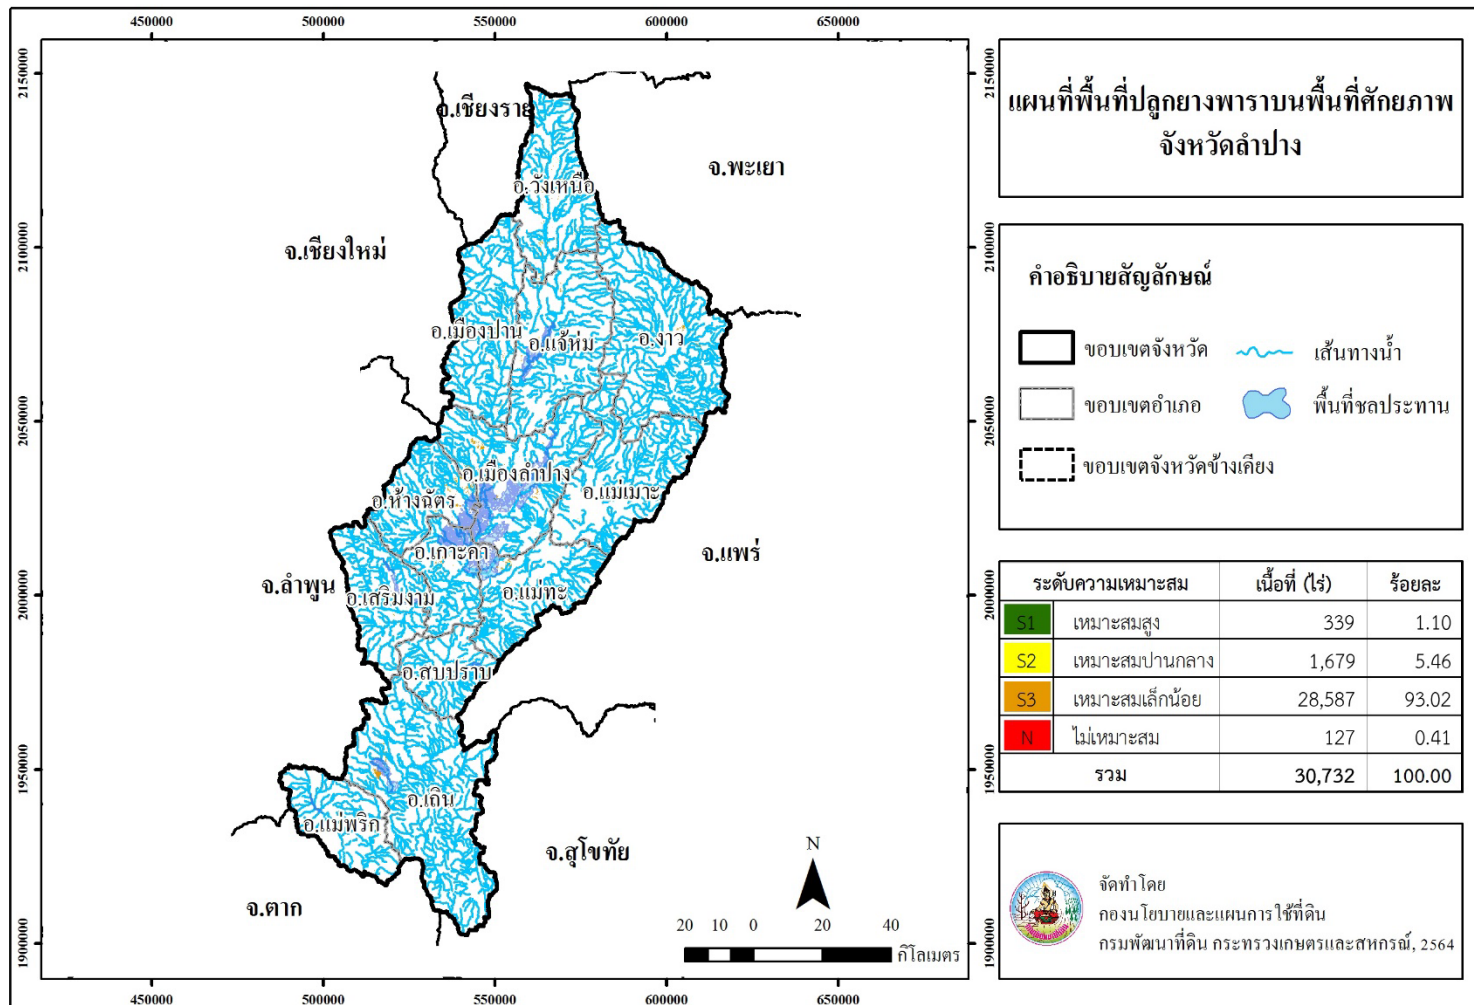 450000 500000 550000 600000 650000
2150000 2100000 2050000 2000000 1950000 1900000
จ.เชียงราย
จ.พะเยา
อ.วังเหนือ
จ.เชียงใหม่
อ.เมืองปาน
อ.แจ้ห่ม
อ.งาว
อ.เมืองลำปาง
อ.ห้างฉัตร
อ.แม่เมาะ
อ.เกาะคา
จ.แพร่
จ.ลำพูน
อ.เสริมงาม
อ.แม่ทะ
อ.สบปราบ
อ.เถิน
อ.แม่พริก
จ.สุโขทัย
จ.ตาก
N
20 10 0 20 40
กิโลเมตร
450000 500000 550000 600000 650000
2150000 2100000 2050000 2000000 1950000 1900000
แผนที่พื้นที่ปลูกยางพาราบนพื้นที่ศักยภาพ
จังหวัดลำปาง
คำอธิบายสัญลักษณ์
ขอบเขตจังหวัด เส้นทางน้ำ
ขอบเขตอำเภอ พื้นที่ชลประทาน
ขอบเขตจังหวัดข้างเคียง
ระดับความเหมาะสม เนื้อที่ (ไร่) ร้อยละ
S1 เหมาะสมสูง 339 1.10
S2 เหมาะสมปานกลาง 1,679 5.46
S3 เหมาะสมเล็กน้อย 28,587 93.02
N ไม่เหมาะสม 127 0.41
รวม 30,732 100.00
จัดทำโดย
กองนโยบายและแผนการใช้ที่ดิน
กรมพัฒนาที่ดิน กระทรวงเกษตรและสหกรณ์, 2564